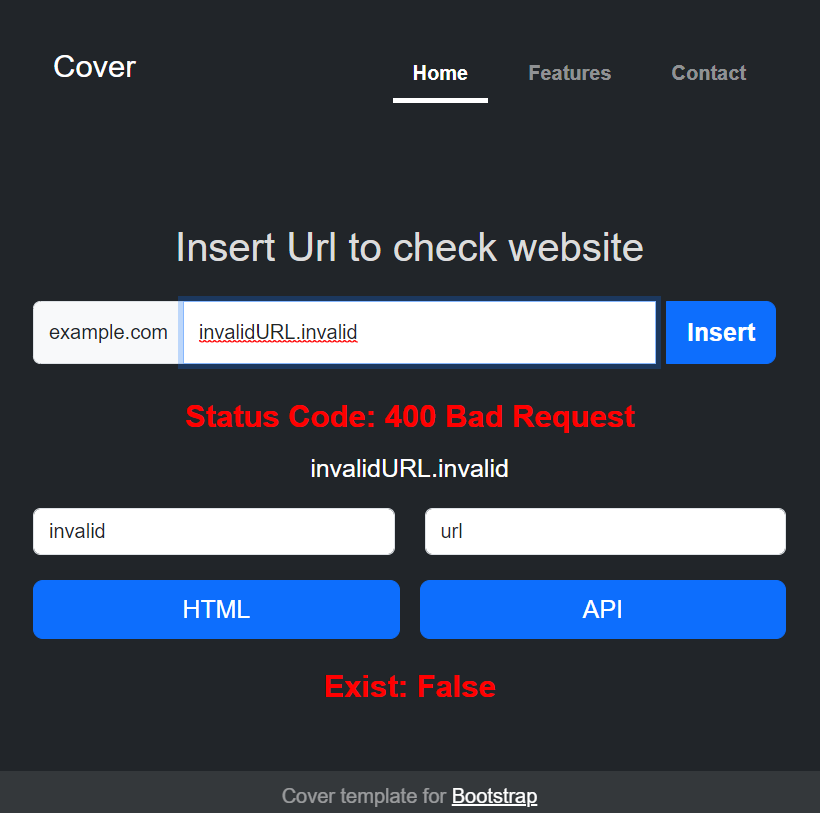 Cover
Home Features Contact
Insert Url to check website
example.com invalidURL.invalid Insert
Status Code: 400 Bad Request
invalidURL.invalid
invalid url
HTML API
Exist: False
Cover template for Bootstrap